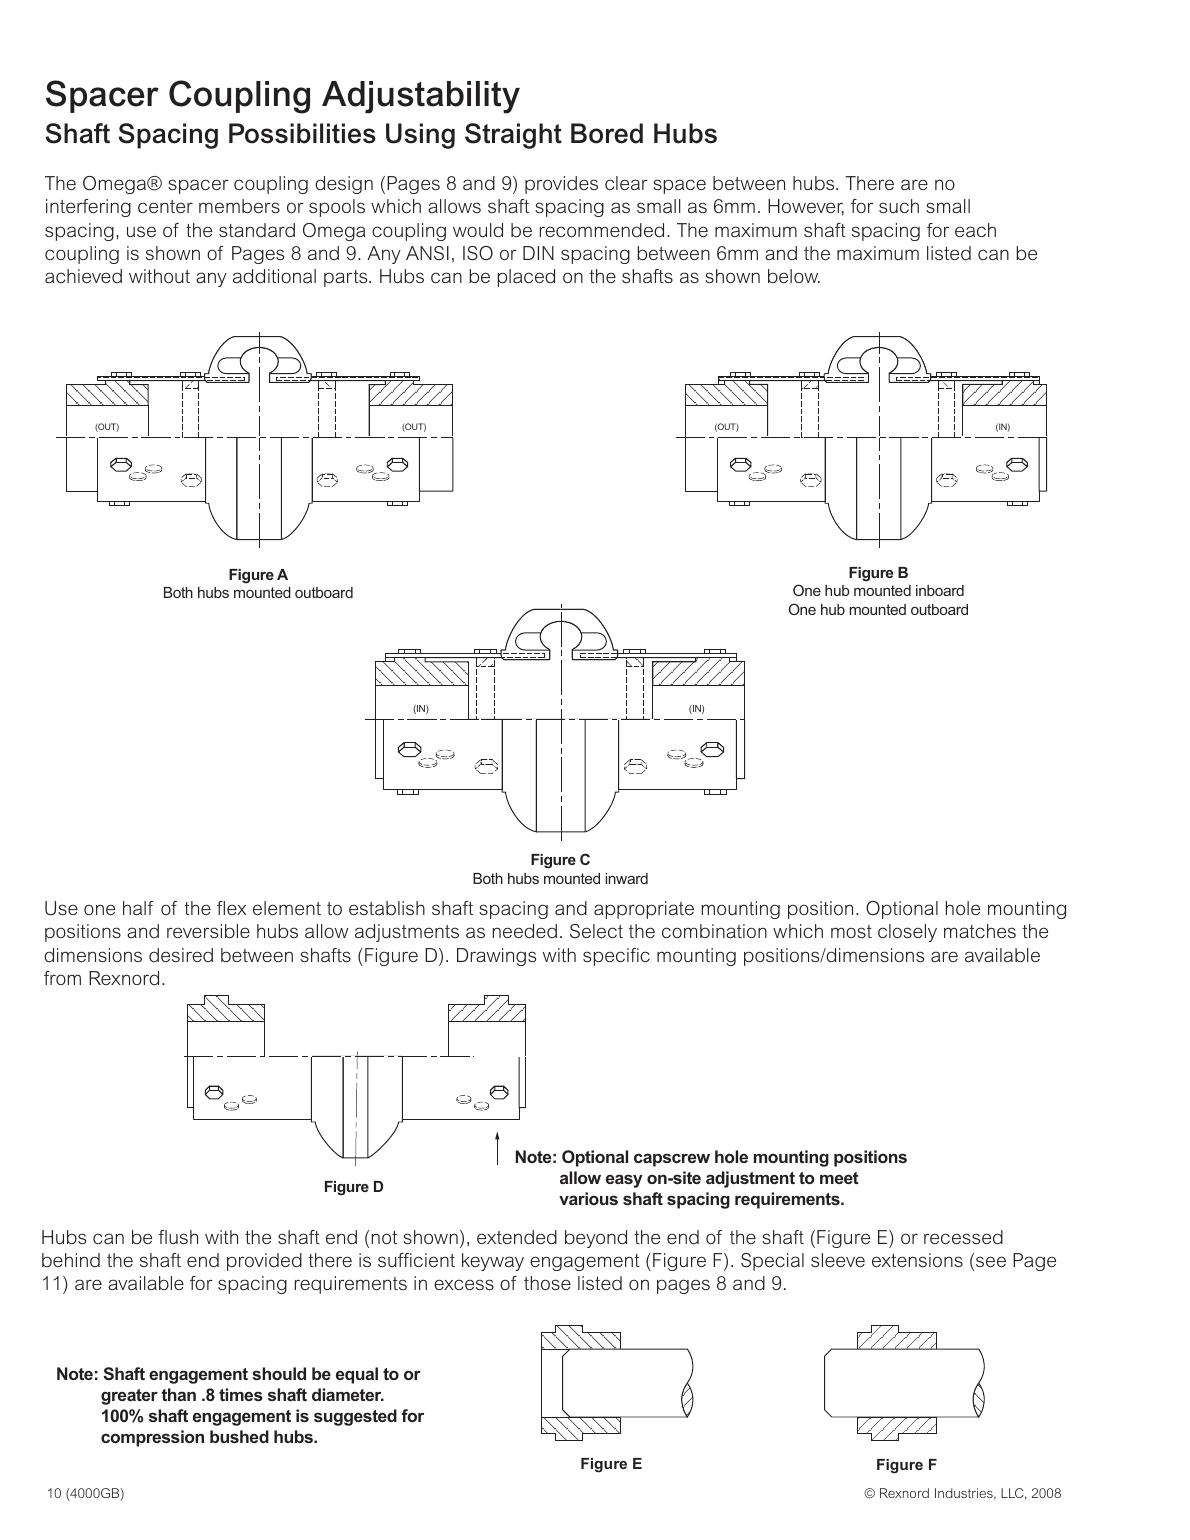 Spacer Coupling Adjustability
Shaft Spacing Possibilities Using Straight Bored Hubs
The Omega® spacer coupling design (Pages 8 and 9) provides clear space between hubs. There are no
interfering center members or spools which allows shaft spacing as small as 6mm. However, for such small
spacing, use of the standard Omega coupling would be recommended. The maximum shaft spacing for each
coupling is shown of Pages 8 and 9. Any ANSI, ISO or DIN spacing between 6mm and the maximum listed can be
achieved without any additional parts. Hubs can be placed on the shafts as shown below.
(OUT)
(OUT)
Figure A
Both hubs mounted outboard
(OUT)
(IN)
Figure B
One hub mounted inboard
One hub mounted outboard
(IN)
(IN)
Figure C
Both hubs mounted inward
Use one half of the flex element to establish shaft spacing and appropriate mounting position. Optional hole mounting
positions and reversible hubs allow adjustments as needed. Select the combination which most closely matches the
dimensions desired between shafts (Figure D). Drawings with specific mounting positions/dimensions are available
from Rexnord.
Figure D
Note: Optional capscrew hole mounting positions
allow easy on-site adjustment to meet
various shaft spacing requirements.
Hubs can be flush with the shaft end (not shown), extended beyond the end of the shaft (Figure E) or recessed
behind the shaft end provided there is sufficient keyway engagement (Figure F). Special sleeve extensions (see Page
11) are available for spacing requirements in excess of those listed on pages 8 and 9.
Note: Shaft engagement should be equal to or
greater than .8 times shaft diameter.
100% shaft engagement is suggested for
compression bushed hubs.
Figure E
Figure F
10 (4000GB)
© Rexnord Industries, LLC, 2008